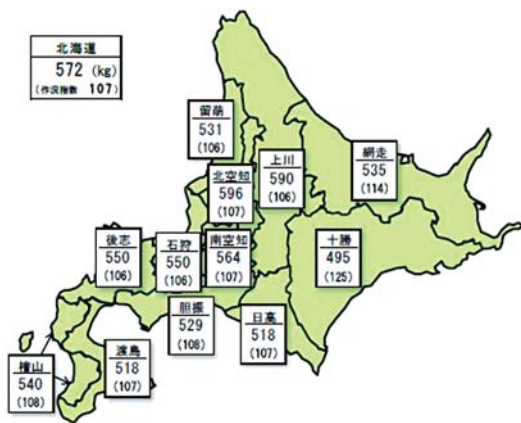 北海道
572 (kg)
(作況指数 107)
留萌
531
(106)
上川
590
(106)
網走
535
(114)
北空知
596
(107)
後志
550
(106)
石狩
550
(106)
南空知
564
(107)
十勝
495
(125)
胆振
529
(108)
日高
518
(107)
檜山
540
(108)
渡島
518
(107)